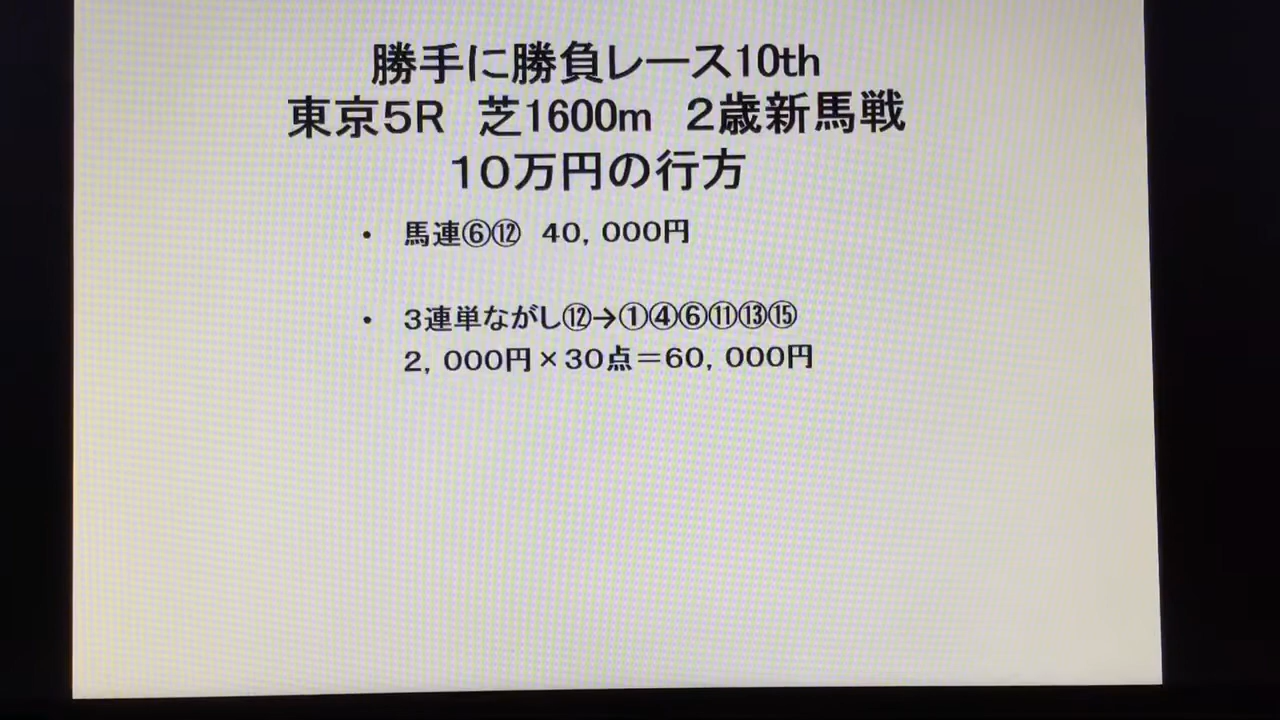 勝手に勝負レース10th
東京５Ｒ　芝1600m　２歳新馬戦
１０万円の行方
・ 馬連⑥⑫　４０，０００円
・ ３連単ながし⑫→①④⑥⑪⑬⑮
２，０００円×３０点＝６０，０００円